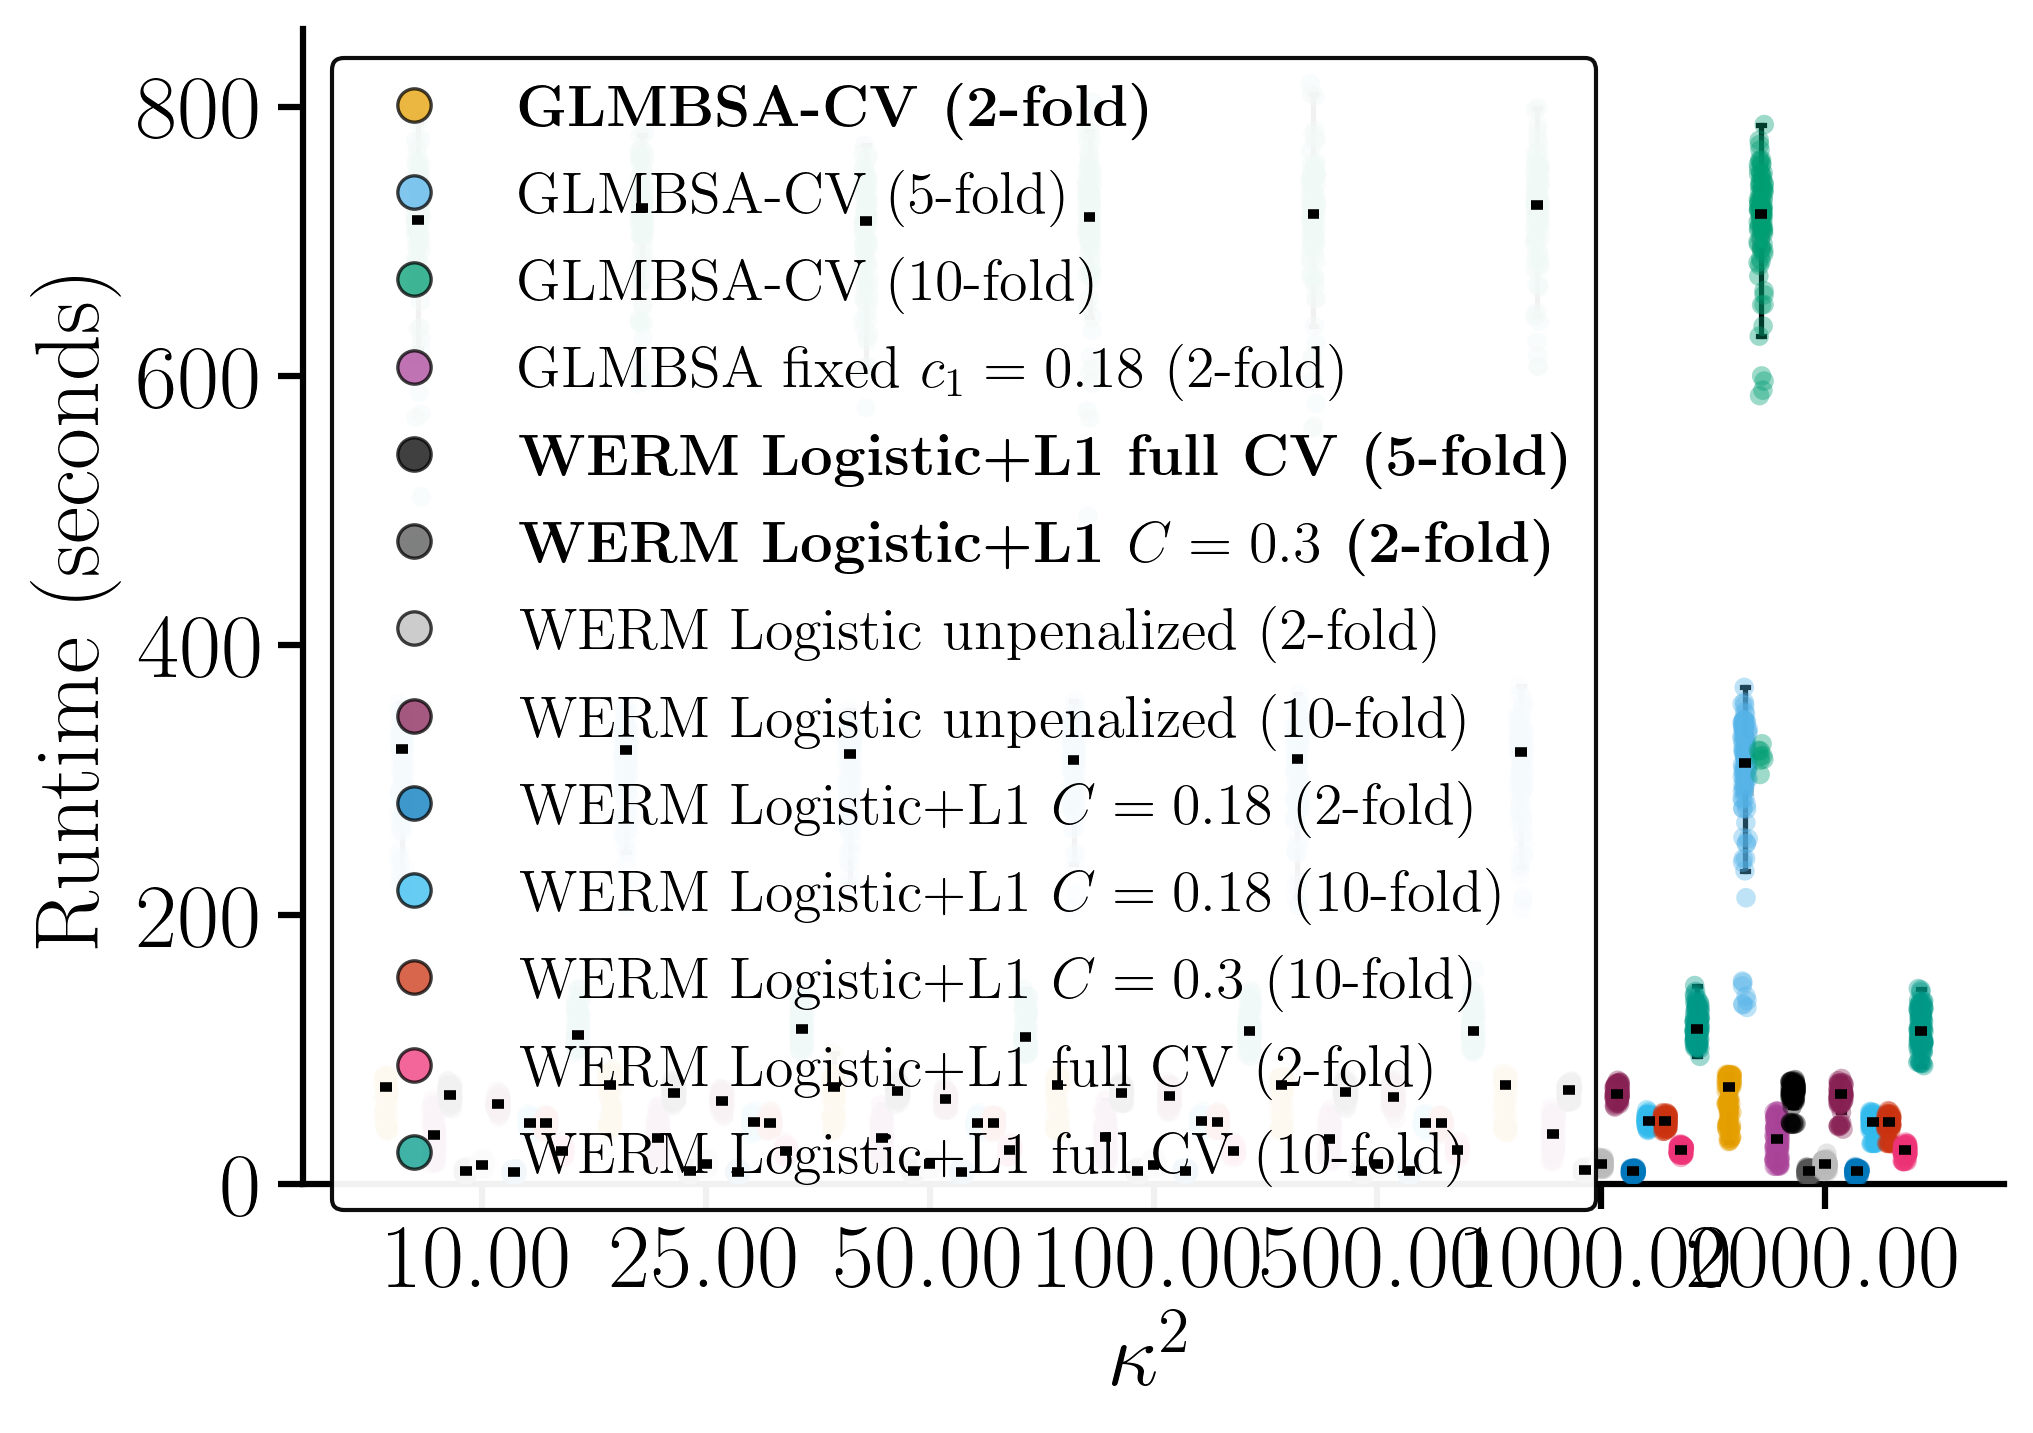 800
600
400
200
0
Runtime (seconds)
GLMBSA-CV (2-fold)
GLMBSA-CV (5-fold)
GLMBSA-CV (10-fold)
GLMBSA fixed c₁ = 0.18 (2-fold)
WERM Logistic+L1 full CV (5-fold)
WERM Logistic+L1 C = 0.3 (2-fold)
WERM Logistic unpenalized (2-fold)
WERM Logistic unpenalized (10-fold)
WERM Logistic+L1 C = 0.18 (2-fold)
WERM Logistic+L1 C = 0.18 (10-fold)
WERM Logistic+L1 C = 0.3 (10-fold)
WERM Logistic+L1 full CV (2-fold)
WERM Logistic+L1 full CV (10-fold)
10.00 25.00 50.00 100.00 500.00 1000.00 2000.00
κ²